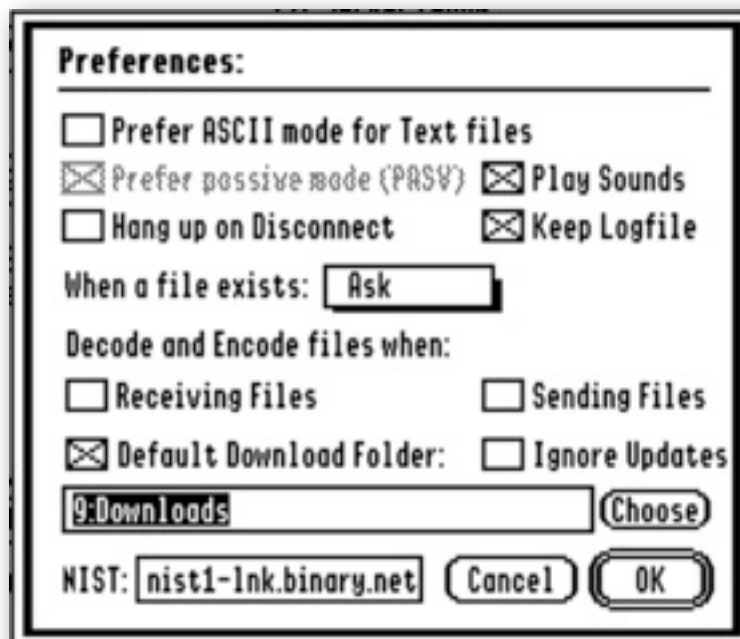 Preferences:
Prefer ASCII mode for Text files
Prefer passive mode (PASV) Play Sounds
Hang up on Disconnect Keep Logfile
When a file exists: Ask
Decode and Encode files when:
Receiving Files Sending Files
Default Download Folder: Ignore Updates
9:Downloads Choose
NIST: nist1-lnk.binary.net Cancel OK